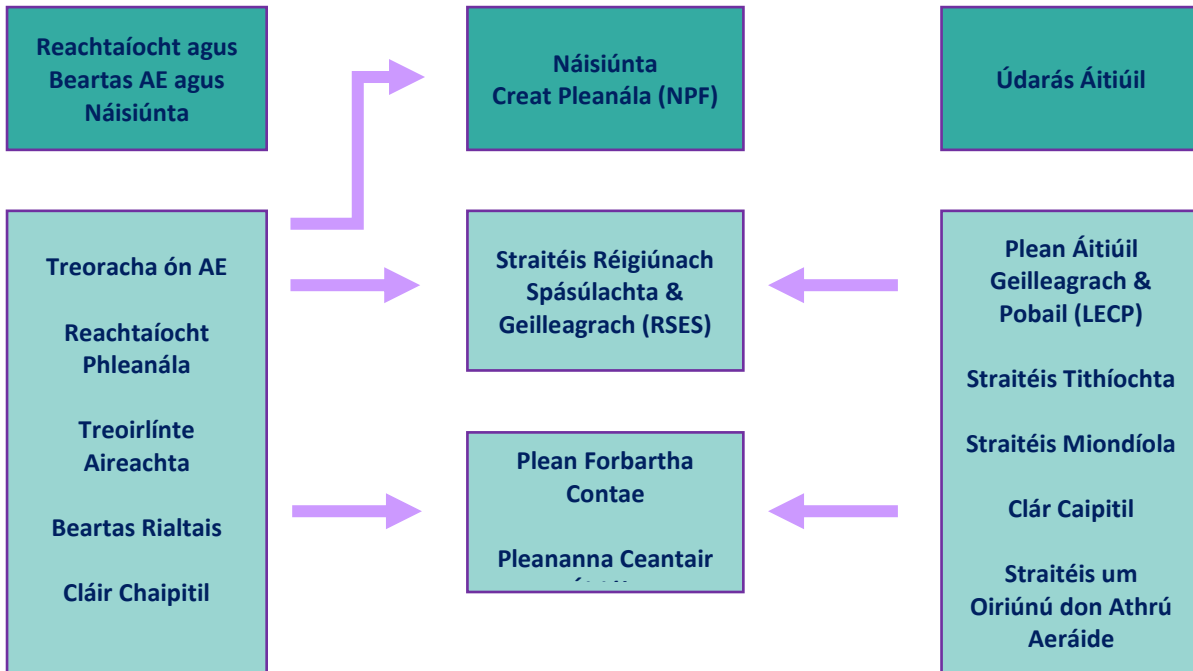 Reachtaíocht agus
Beartas AE agus
Náisiúnta
Náisiúnta
Creat Pleanála (NPF)
Údarás Áitiúil
Treoracha ón AE
Reachtaíocht
Phleanála
Treoirlínte
Aireachta
Beartas Rialtais
Cláir Chaipitil
Straitéis Réigiúnach
Spásúlachta &
Geilleagrach (RSES)
Plean Forbartha
Contae
Pleananna Ceantair
Plean Áitiúil
Geilleagrach &
Pobail (LECP)
Straitéis Tithíochta
Straitéis Miondíola
Clár Caipitil
Straitéis um
Oiriúnú don Athrú
Aeráide